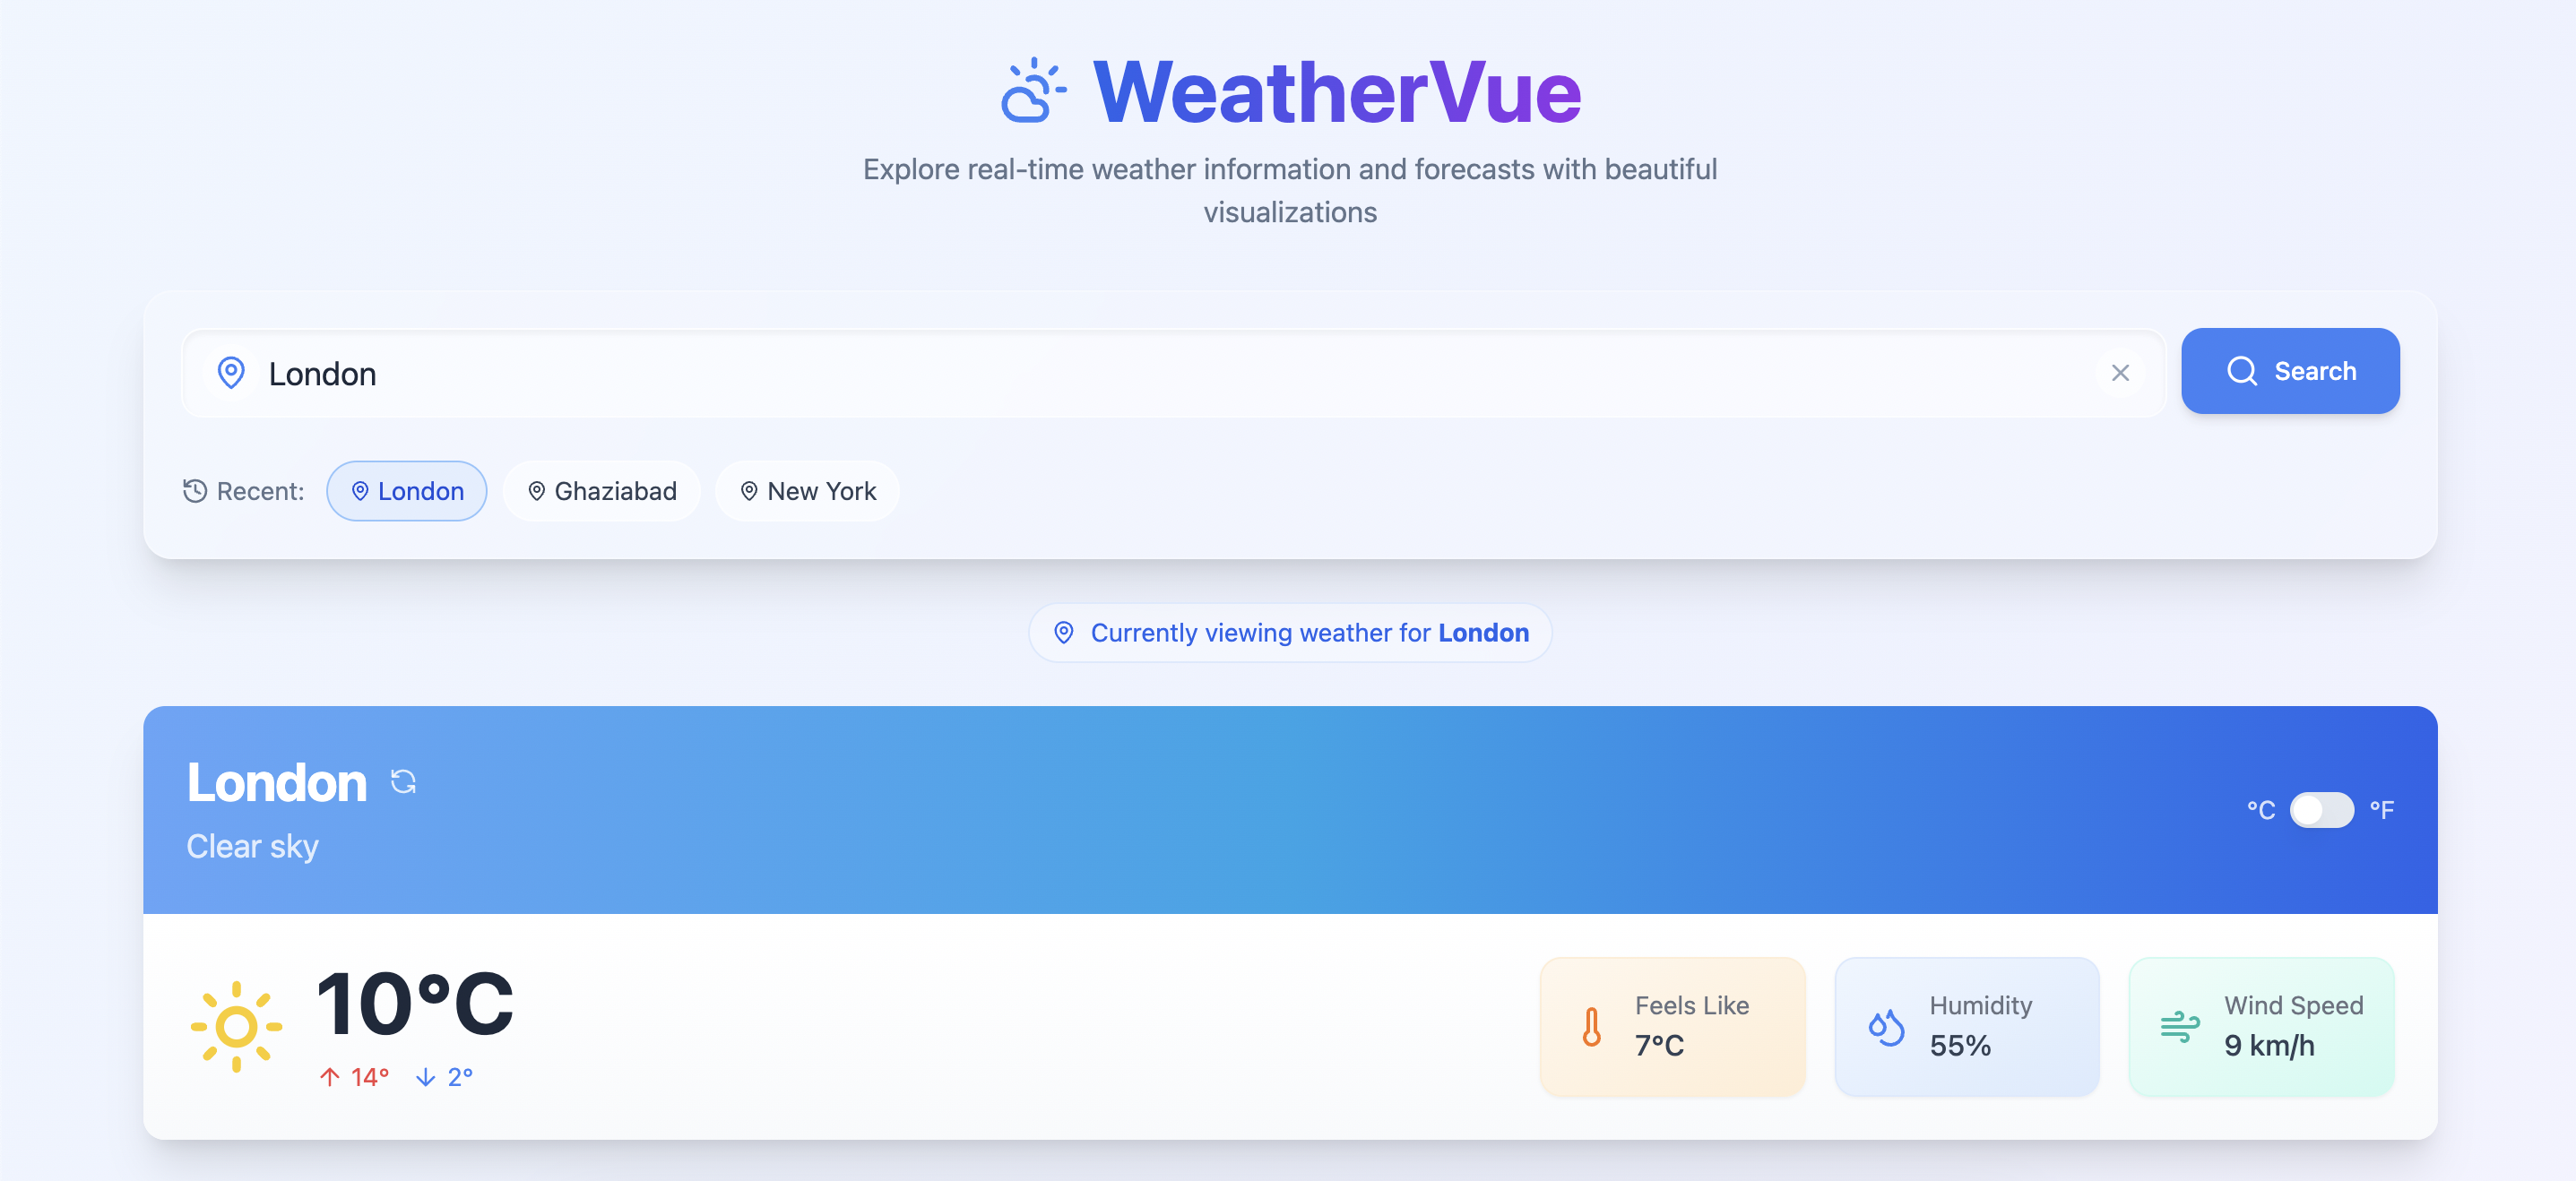 WeatherVue
Explore real-time weather information and forecasts with beautiful
visualizations
London
Search
Recent: London Ghaziabad New York
Currently viewing weather for London
London
Clear sky
°C °F
10°C
↑ 14° ↓ 2°
Feels Like
7°C
Humidity
55%
Wind Speed
9 km/h